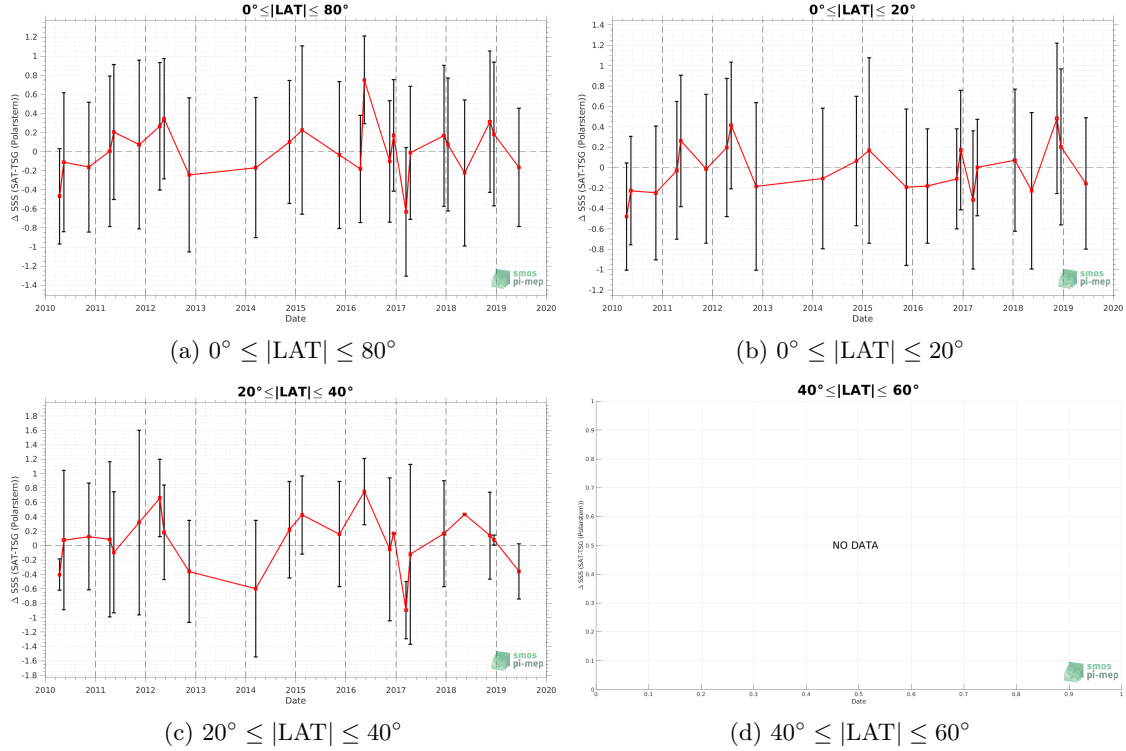 0°≤|LAT|≤ 80°
Δ SSS (SAT-TSG (Polarstern))
1.2
1
0.8
0.6
0.4
0.2
0
-0.2
-0.4
-0.6
-0.8
-1
-1.2
-1.4
2010 2011 2012 2013 2014 2015 2016 2017 2018 2019 2020
Date
smos
pi-mep
(a) 0° ≤ |LAT| ≤ 80°
0°≤|LAT|≤ 20°
Δ SSS (SAT-TSG (Polarstern))
1.4
1.2
1
0.8
0.6
0.4
0.2
0
-0.2
-0.4
-0.6
-0.8
-1
-1.2
2010 2011 2012 2013 2014 2015 2016 2017 2018 2019 2020
Date
smos
pi-mep
(b) 0° ≤ |LAT| ≤ 20°
20°≤|LAT|≤ 40°
Δ SSS (SAT-TSG (Polarstern))
1.8
1.6
1.4
1.2
1
0.8
0.6
0.4
0.2
0
-0.2
-0.4
-0.6
-0.8
-1
-1.2
-1.4
-1.6
-1.8
2010 2011 2012 2013 2014 2015 2016 2017 2018 2019 2020
Date
smos
pi-mep
(c) 20° ≤ |LAT| ≤ 40°
40°≤|LAT|≤ 60°
Δ SSS (SAT-TSG (Polarstern))
1
0.9
0.8
0.7
0.6
0.5
0.4
0.3
0.2
0.1
0
NO DATA
0 0.1 0.2 0.3 0.4 0.5 0.6 0.7 0.8 0.9 1
Date
smos
pi-mep
(d) 40° ≤ |LAT| ≤ 60°